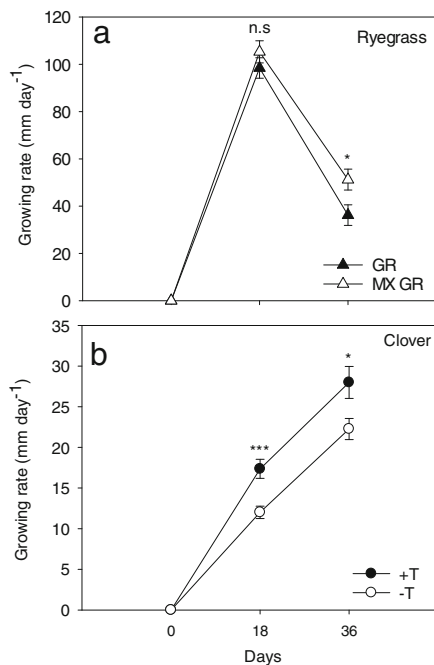 a
Ryegrass
n.s
*
Growing rate (mm day⁻¹)
120
100
80
60
40
20
0
GR
MX GR
b
Clover
***
*
Growing rate (mm day⁻¹)
35
30
25
20
15
10
5
0
+T
-T
0 18 36
Days